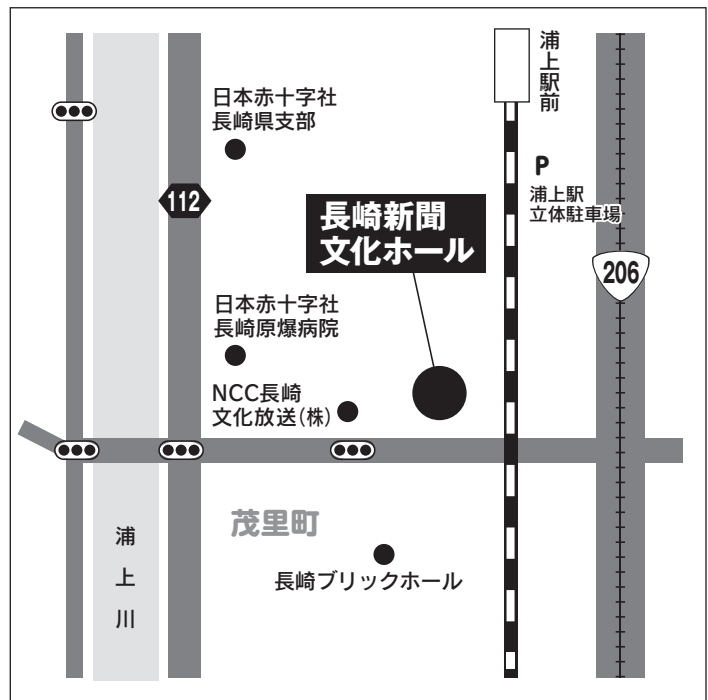 浦上駅前
日本赤十字社
長崎県支部
P
浦上駅
立体駐車場
112
長崎新聞
文化ホール
206
日本赤十字社
長崎原爆病院
NCC長崎
文化放送(株)
茂里町
浦上川
長崎ブリックホール